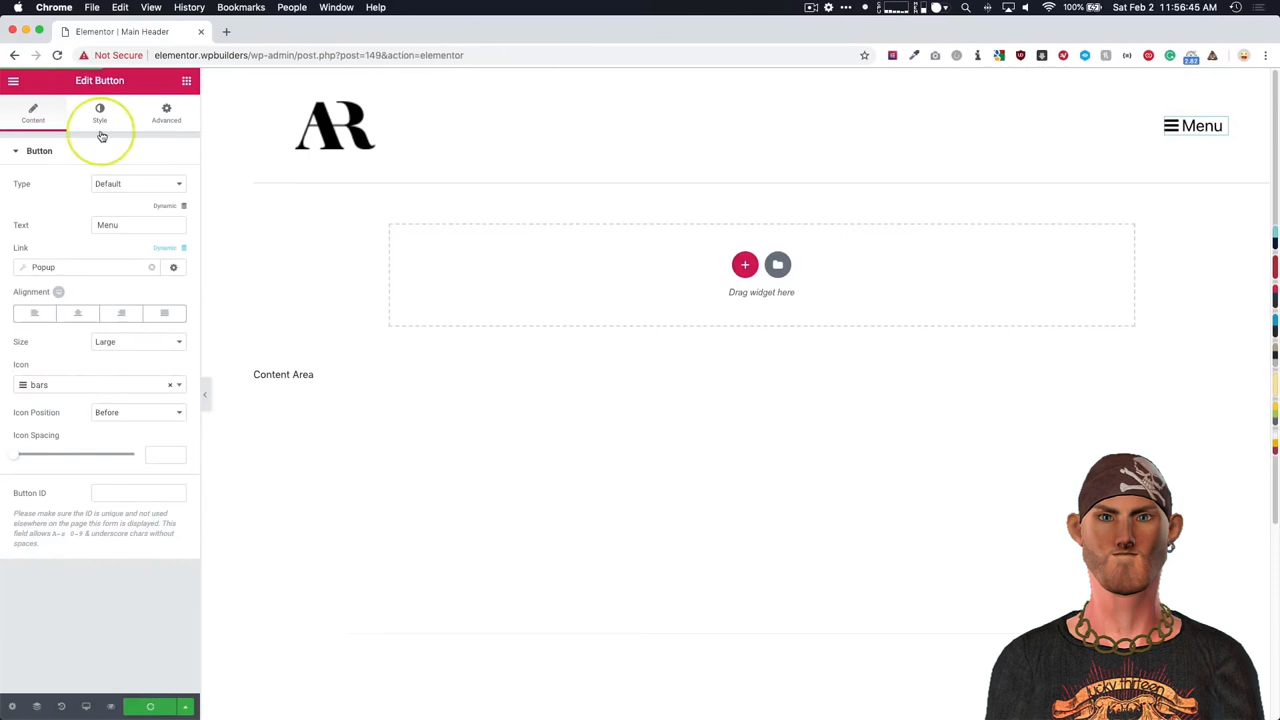 Chrome File Edit View History Bookmarks People Window Help 100% Sat Feb 2 11:56:45 AM
Elementor | Main Header
Not Secure elementor.wpbuilders/wp-admin/post.php?post=149&action=elementor
2.82
Edit Button
Content Style Advanced
Button
Type Default
Dynamic
Text Menu
Link Dynamic
Popup
Alignment
Size Large
Icon
bars
Icon Position Before
Icon Spacing
Button ID
Please make sure the ID is unique and not used
elsewhere on the page this form is displayed. This
field allows A-z 0-9 & underscore chars without
spaces.
AR
Menu
Drag widget here
Content Area
lucky thirteen